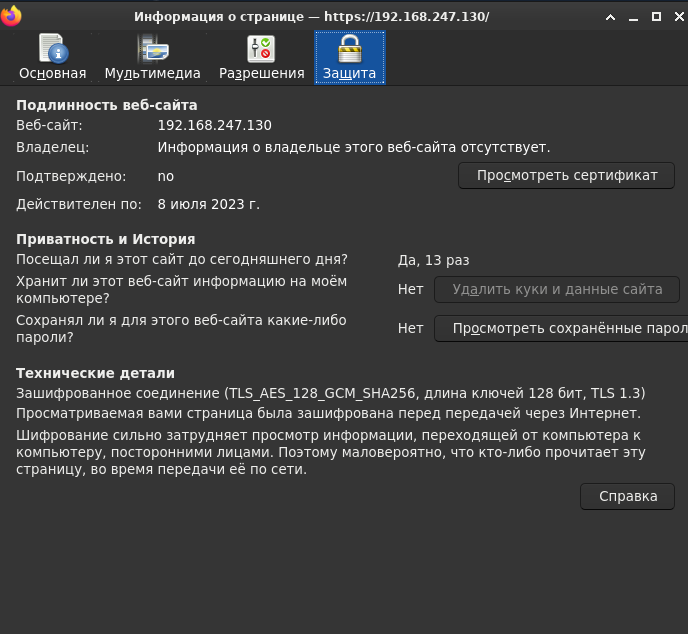 Информация о странице — https://192.168.247.130/
Основная Мультимедиа Разрешения Защита
Подлинность веб-сайта
Веб-сайт: 192.168.247.130
Владелец: Информация о владельце этого веб-сайта отсутствует.
Подтверждено: no Просмотреть сертификат
Действителен по: 8 июля 2023 г.
Приватность и История
Посещал ли я этот сайт до сегодняшнего дня? Да, 13 раз
Хранит ли этот веб-сайт информацию на моём
компьютере?
Нет Удалить куки и данные сайта
Сохранял ли я для этого веб-сайта какие-либо
пароли?
Нет Просмотреть сохранённые парол
Технические детали
Зашифрованное соединение (TLS_AES_128_GCM_SHA256, длина ключей 128 бит, TLS 1.3)
Просматриваемая вами страница была зашифрована перед передачей через Интернет.
Шифрование сильно затрудняет просмотр информации, переходящей от компьютера к
компьютеру, посторонними лицами. Поэтому маловероятно, что кто-либо прочитает эту
страницу, во время передачи её по сети.
Справка